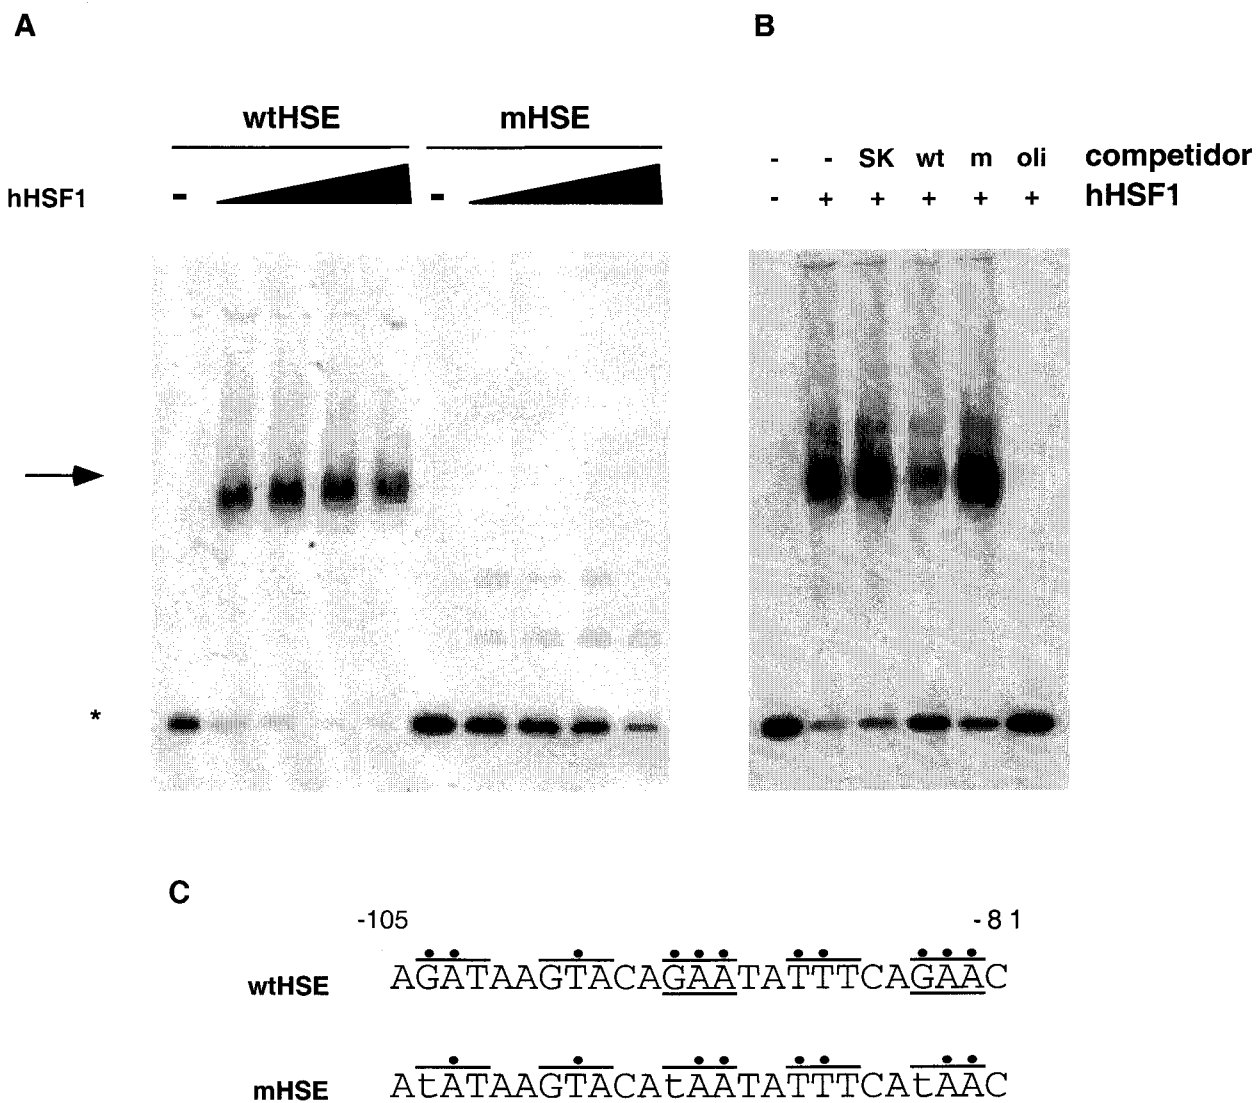 A
B
wtHSE mHSE
- - SK wt m oli competidor
hHSF1 - -
- + + + + + hHSF1
*
C
-105 -81
wtHSE AGATAAGTACAGAATATTTCAGAAC
mHSE AtATAAGTACAtAATATTTCAtAAC